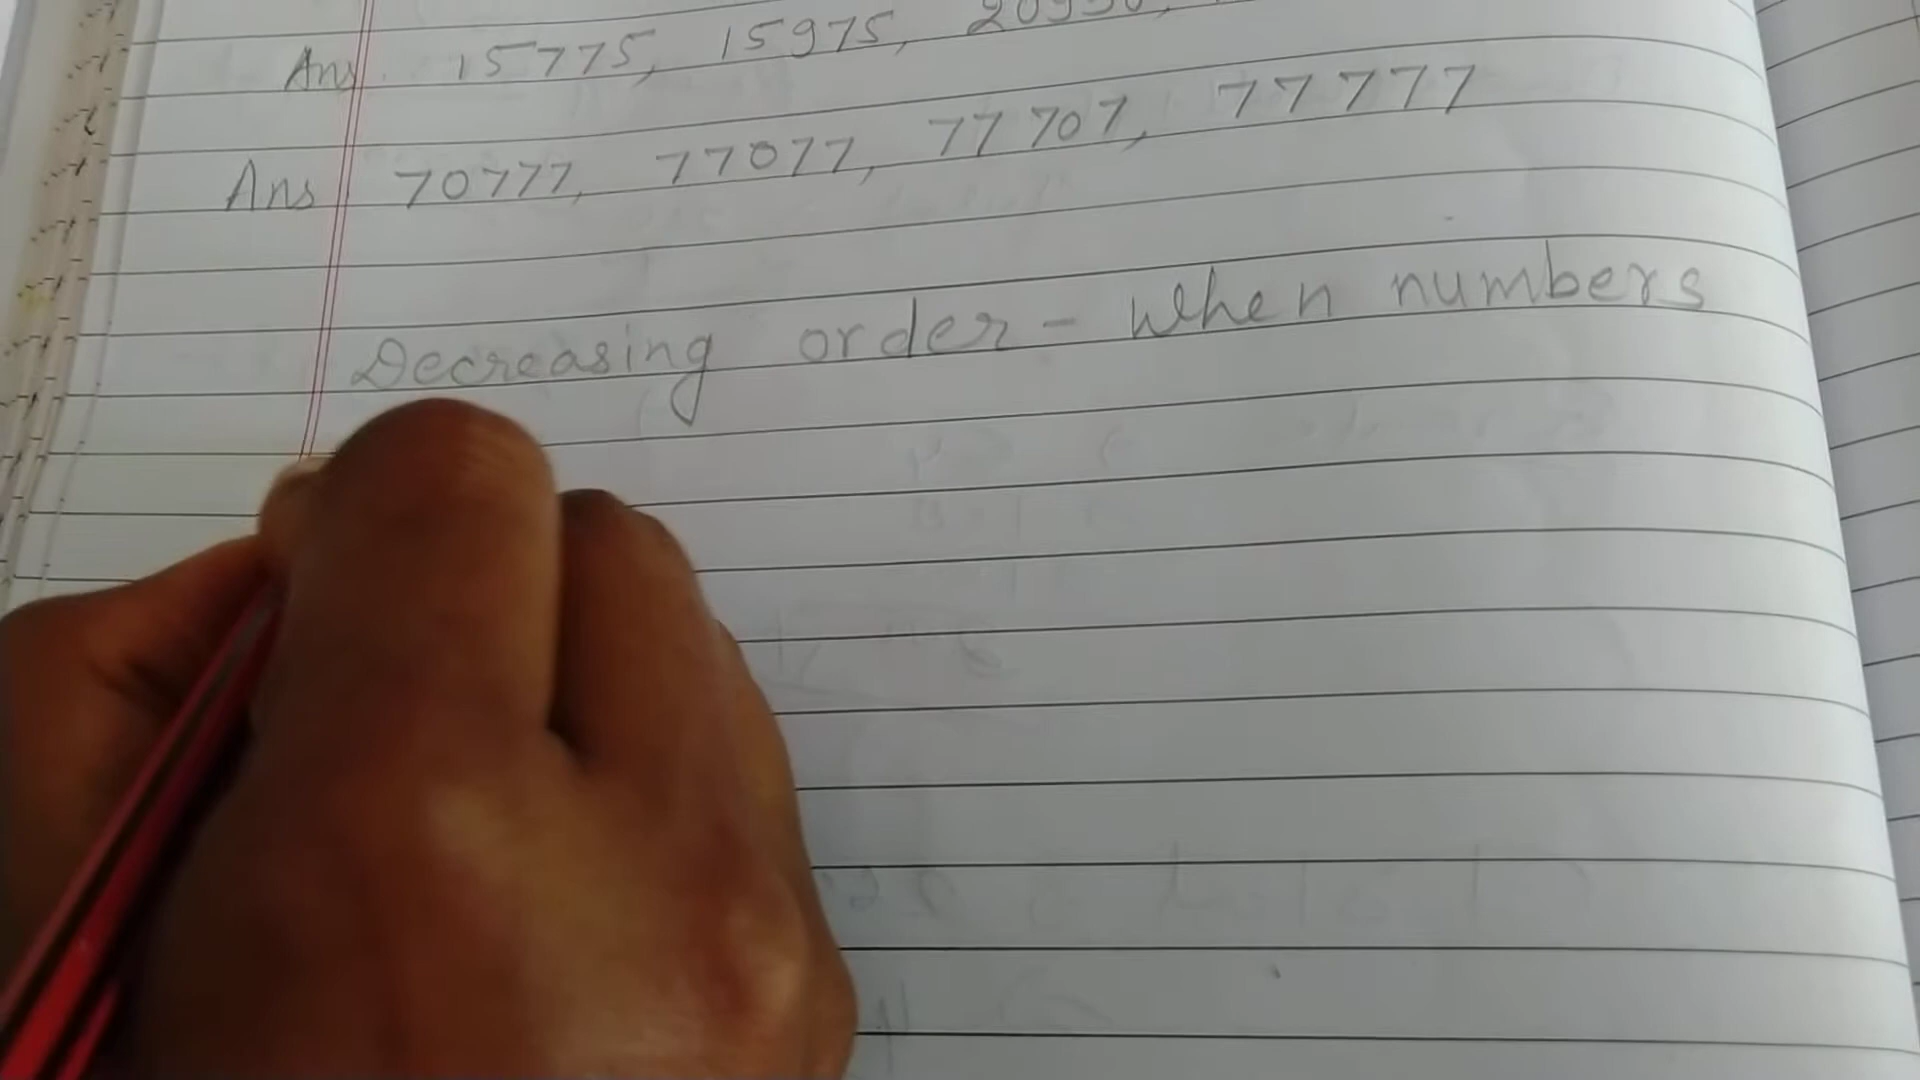 Ans 15775, 15975,
Ans 70777, 77077, 77707, 77777
Decreasing order - When numbers